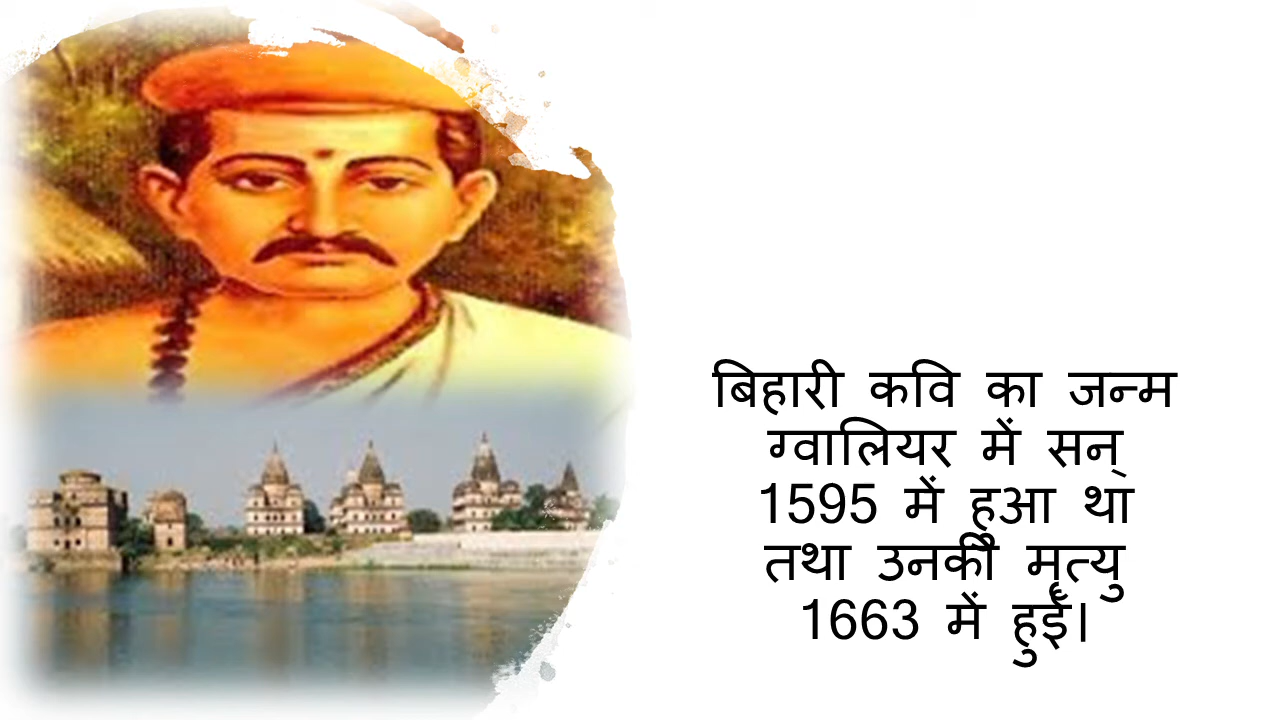 बिहारी कवि का जन्म
ग्वालियर में सन्
1595 में हुआ था
तथा उनकी मृत्यु
1663 में हुई।